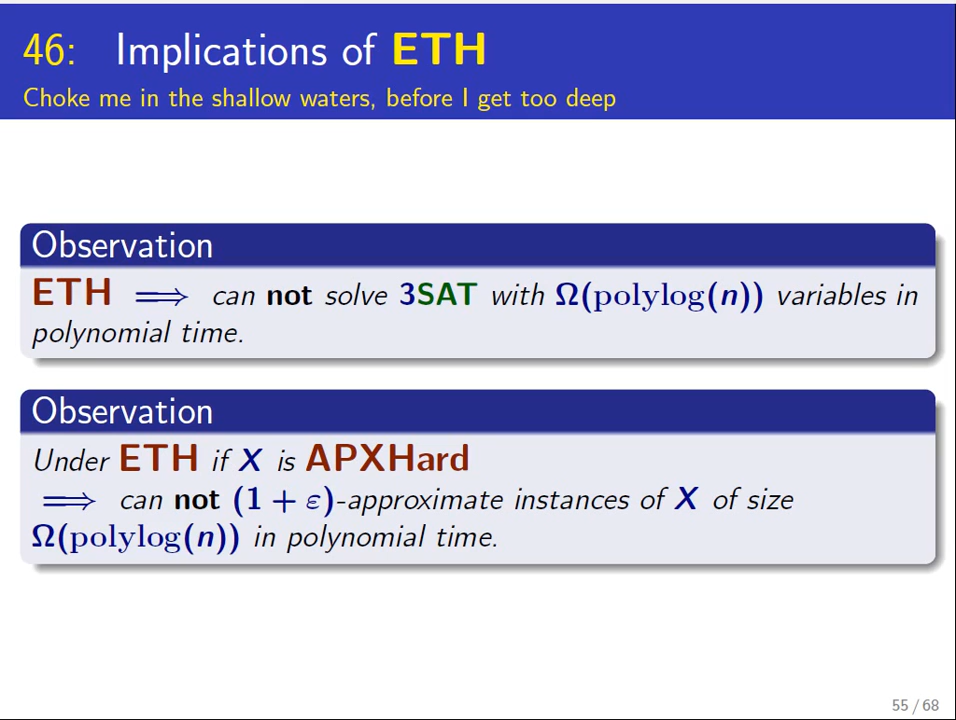 46: Implications of ETH
Choke me in the shallow waters, before I get too deep
Observation
ETH ⟹ can not solve 3SAT with Ω(polylog(n)) variables in
polynomial time.
Observation
Under ETH if X is APXHard
⟹ can not (1 + ε)-approximate instances of X of size
Ω(polylog(n)) in polynomial time.
55 / 68